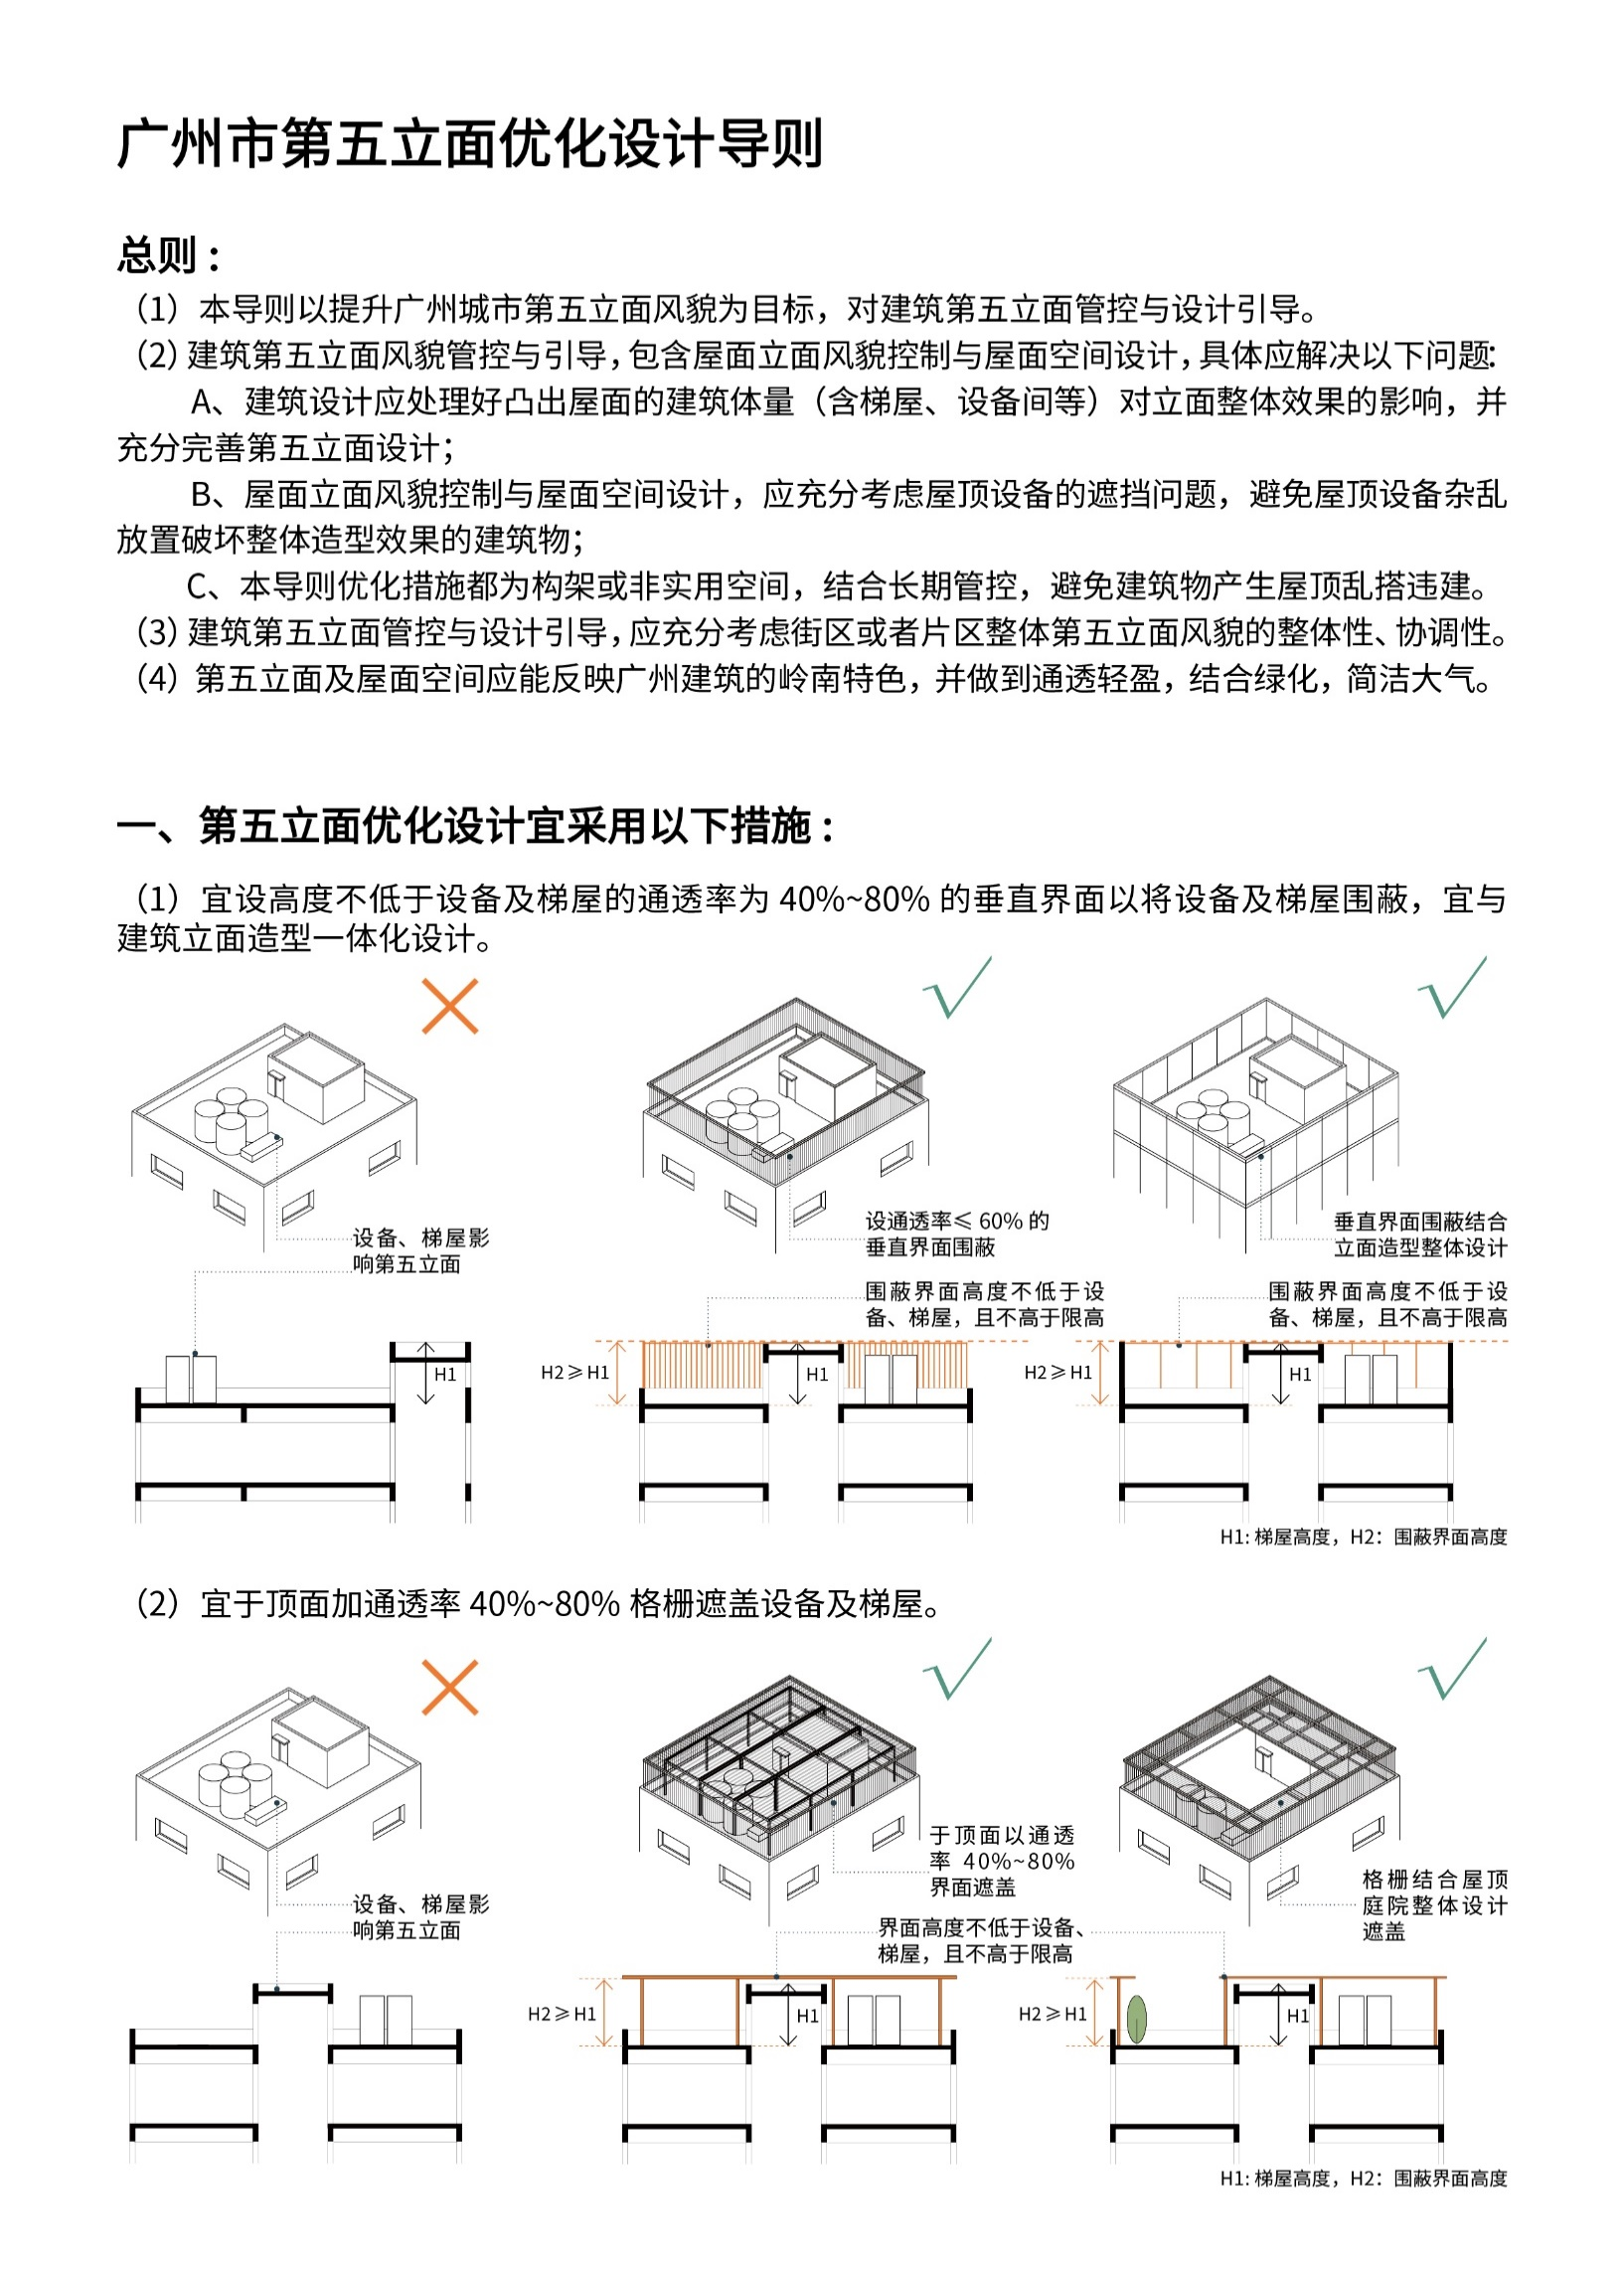 广州市第五立面优化设计导则
总则：
（1）本导则以提升广州城市第五立面风貌为目标，对建筑第五立面管控与设计引导。
（2）建筑第五立面风貌管控与引导，包含屋面立面风貌控制与屋面空间设计，具体应解决以下问题：
A、建筑设计应处理好凸出屋面的建筑体量（含梯屋、设备间等）对立面整体效果的影响，并
充分完善第五立面设计；
B、屋面立面风貌控制与屋面空间设计，应充分考虑屋顶设备的遮挡问题，避免屋顶设备杂乱
放置破坏整体造型效果的建筑物；
C、本导则优化措施都为构架或非实用空间，结合长期管控，避免建筑物产生屋顶乱搭违建。
（3）建筑第五立面管控与设计引导，应充分考虑街区或者片区整体第五立面风貌的整体性、协调性。
（4）第五立面及屋面空间应能反映广州建筑的岭南特色，并做到通透轻盈，结合绿化，简洁大气。
一、第五立面优化设计宜采用以下措施：
（1）宜设高度不低于设备及梯屋的通透率为 40%~80% 的垂直界面以将设备及梯屋围蔽，宜与
建筑立面造型一体化设计。
设备、梯屋影
响第五立面
设通透率≤ 60% 的
垂直界面围蔽
垂直界面围蔽结合
立面造型整体设计
围蔽界面高度不低于设
备、梯屋，且不高于限高
围蔽界面高度不低于设
备、梯屋，且不高于限高
H1
H2 ≥ H1
H1
H2 ≥ H1
H1
H1: 梯屋高度，H2：围蔽界面高度
（2）宜于顶面加通透率 40%~80% 格栅遮盖设备及梯屋。
设备、梯屋影
响第五立面
于顶面以通透
率 40%~80%
界面遮盖
格栅结合屋顶
庭院整体设计
遮盖
界面高度不低于设备、
梯屋，且不高于限高
H2 ≥ H1
H1
H2 ≥ H1
H1
H1: 梯屋高度，H2：围蔽界面高度